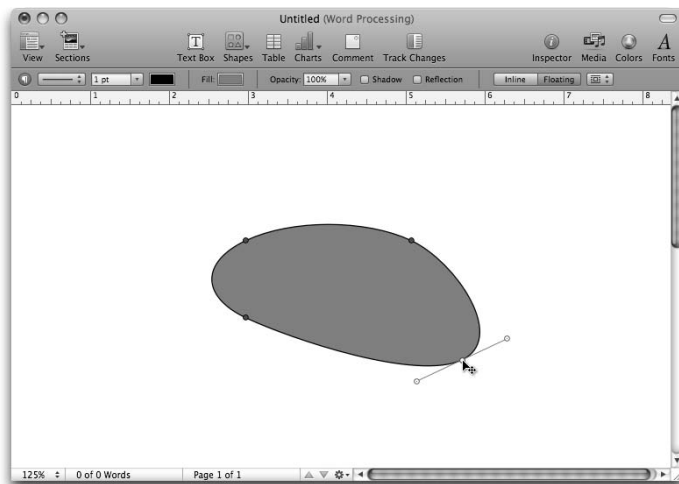 Untitled (Word Processing)
View Sections Text Box Shapes Table Charts Comment Track Changes Inspector Media Colors Fonts
1 pt Fill: Opacity: 100% Shadow Reflection Inline Floating
0 1 2 3 4 5 6 7 8
125% 0 of 0 Words Page 1 of 1